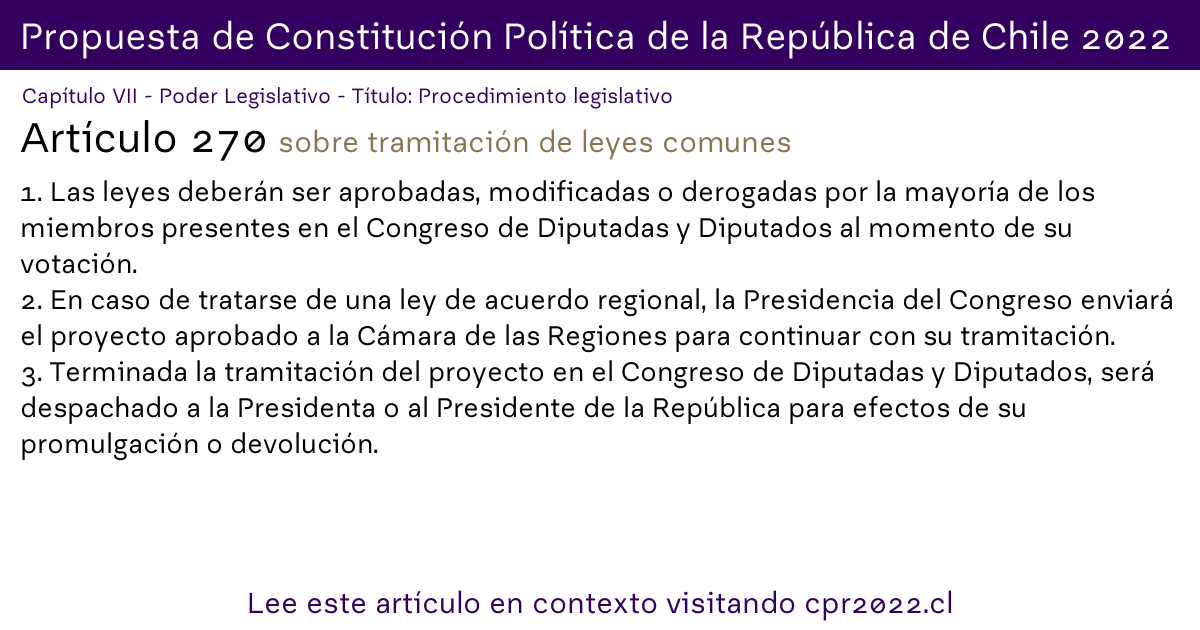 Propuesta de Constitución Política de la República de Chile 2022
Capítulo VII - Poder Legislativo - Título: Procedimiento legislativo
Artículo 270 sobre tramitación de leyes comunes
1. Las leyes deberán ser aprobadas, modificadas o derogadas por la mayoría de los
miembros presentes en el Congreso de Diputadas y Diputados al momento de su
votación.
2. En caso de tratarse de una ley de acuerdo regional, la Presidencia del Congreso enviará
el proyecto aprobado a la Cámara de las Regiones para continuar con su tramitación.
3. Terminada la tramitación del proyecto en el Congreso de Diputadas y Diputados, será
despachado a la Presidenta o al Presidente de la República para efectos de su
promulgación o devolución.
Lee este artículo en contexto visitando cpr2022.cl